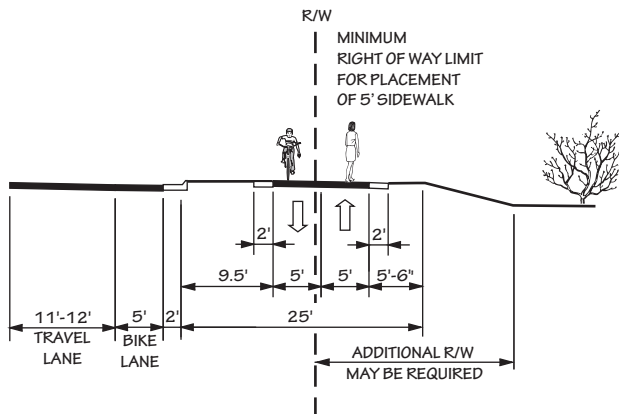 R/W
MINIMUM
RIGHT OF WAY LIMIT
FOR PLACEMENT
OF 5' SIDEWALK
2'
2'
9.5'
5'
5'
5'-6"
11'-12'
5'
2'
25'
TRAVEL
LANE
BIKE
LANE
ADDITIONAL R/W
MAY BE REQUIRED